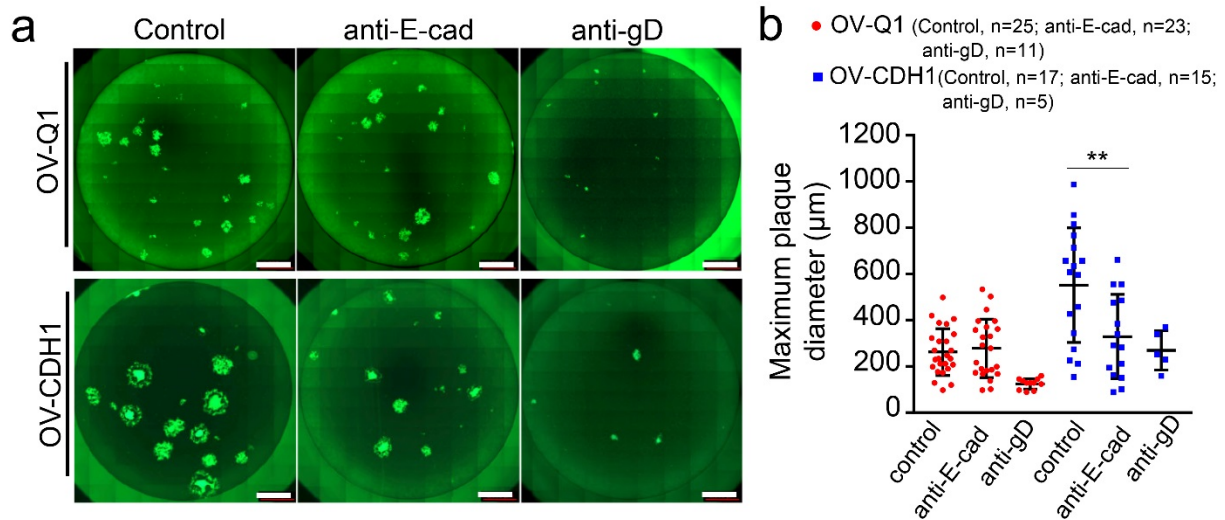 a
Control
anti-E-cad
anti-gD
OV-Q1
OV-CDH1
b
OV-Q1 (Control, n=25; anti-E-cad, n=23;
anti-gD, n=11)
OV-CDH1(Control, n=17; anti-E-cad, n=15;
anti-gD, n=5)
Maximum plaque
diameter (μm)
1200
1000
800
600
400
200
0
**
control
anti-E-cad
anti-gD
control
anti-E-cad
anti-gD